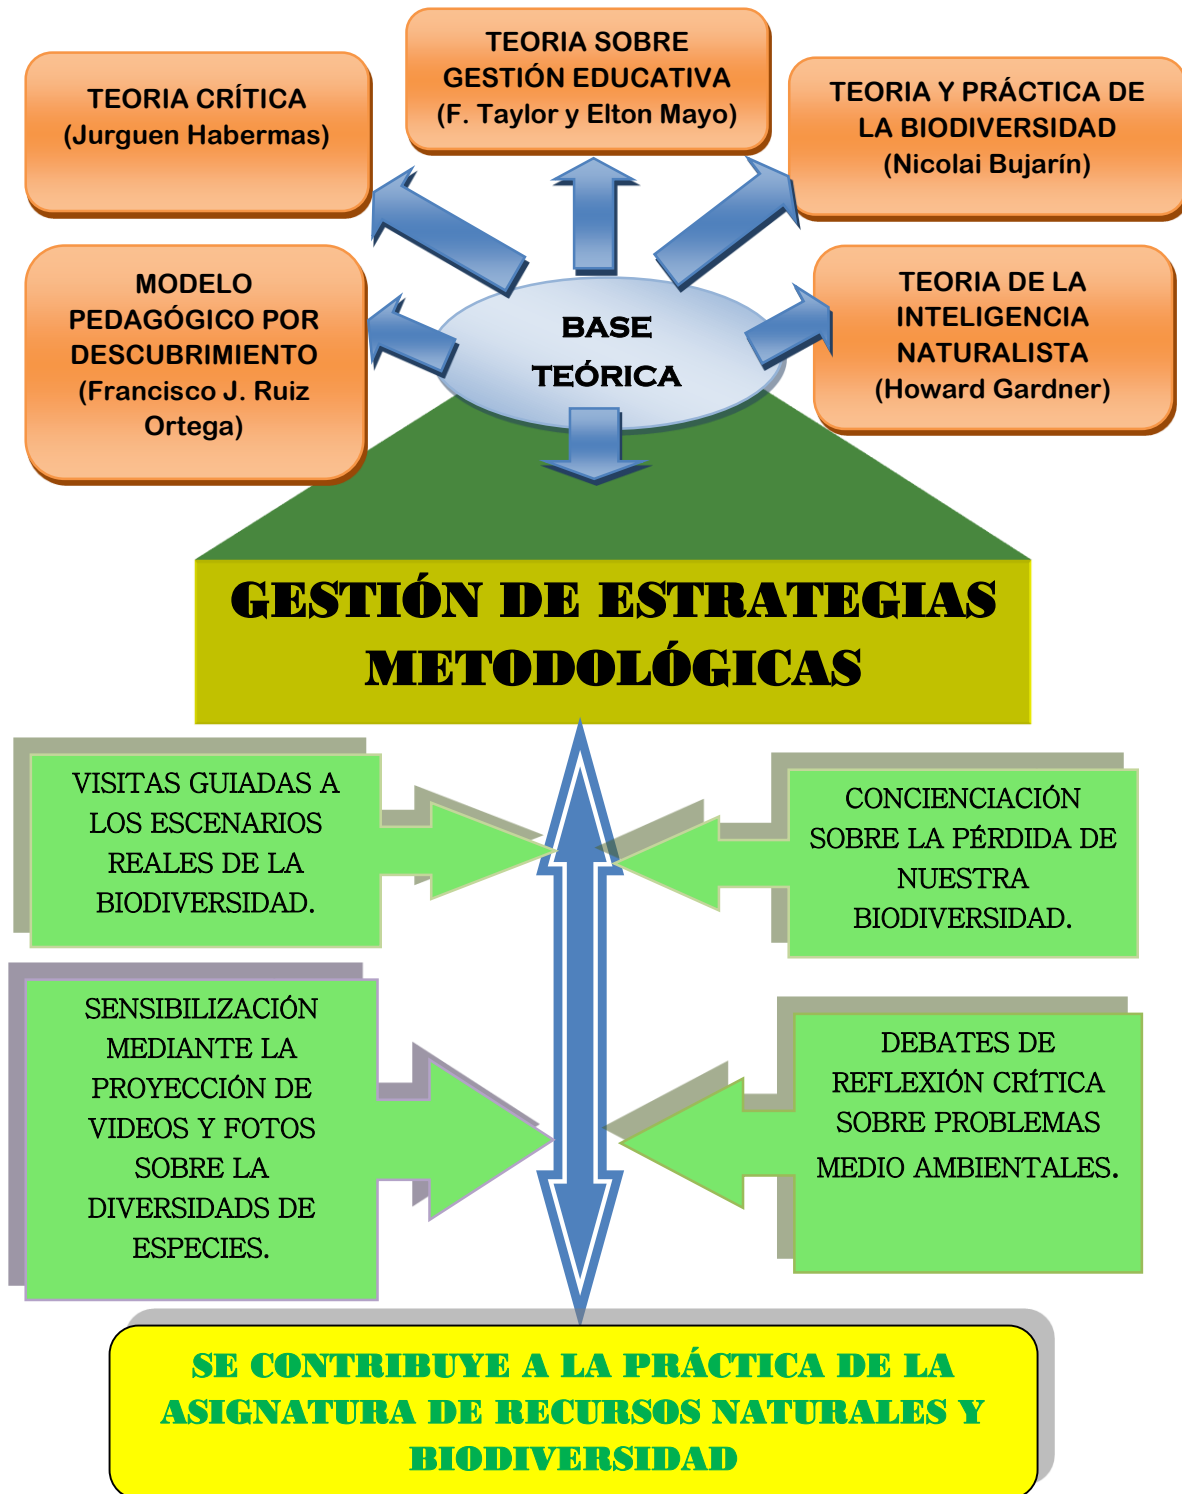 TEORIA SOBRE
GESTIÓN EDUCATIVA
(F. Taylor y Elton Mayo)
TEORIA CRÍTICA
(Jurguen Habermas)
TEORIA Y PRÁCTICA DE
LA BIODIVERSIDAD
(Nicolai Bujarín)
MODELO
PEDAGÓGICO POR
DESCUBRIMIENTO
(Francisco J. Ruiz
Ortega)
BASE
TEÓRICA
TEORIA DE LA
INTELIGENCIA
NATURALISTA
(Howard Gardner)
GESTIÓN DE ESTRATEGIAS
METODOLÓGICAS
VISITAS GUIADAS A
LOS ESCENARIOS
REALES DE LA
BIODIVERSIDAD.
CONCIENCIACIÓN
SOBRE LA PÉRDIDA DE
NUESTRA
BIODIVERSIDAD.
SENSIBILIZACIÓN
MEDIANTE LA
PROYECCIÓN DE
VIDEOS Y FOTOS
SOBRE LA
DIVERSIDADS DE
ESPECIES.
DEBATES DE
REFLEXIÓN CRÍTICA
SOBRE PROBLEMAS
MEDIO AMBIENTALES.
SE CONTRIBUYE A LA PRÁCTICA DE LA
ASIGNATURA DE RECURSOS NATURALES Y
BIODIVERSIDAD